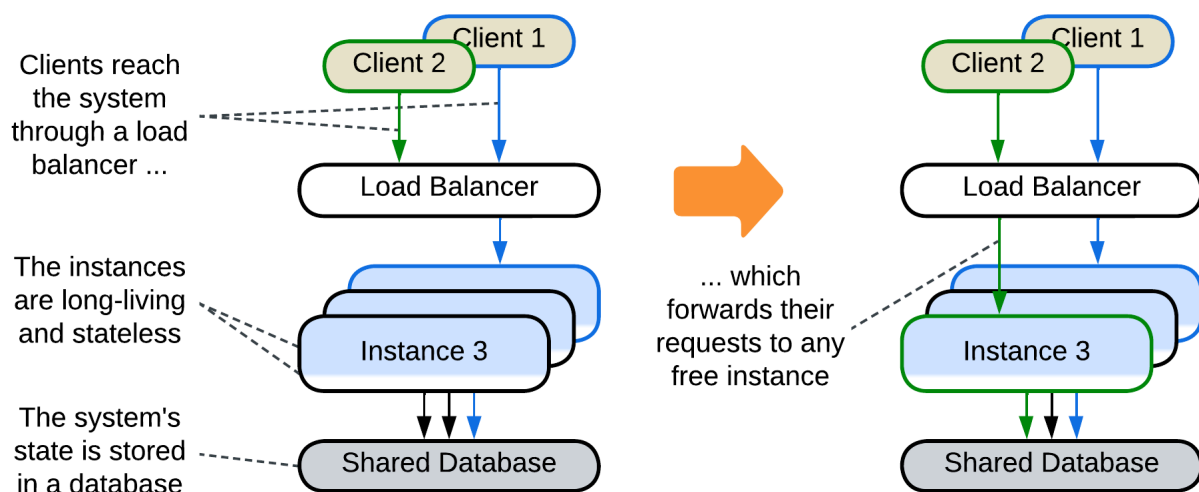 Clients reach
the system
through a load
balancer ...
Client 1
Client 2
Load Balancer
The instances
are long-living
and stateless
Instance 3
The system's
state is stored
in a database
Shared Database
... which
forwards their
requests to any
free instance
Client 1
Client 2
Load Balancer
Instance 3
Shared Database